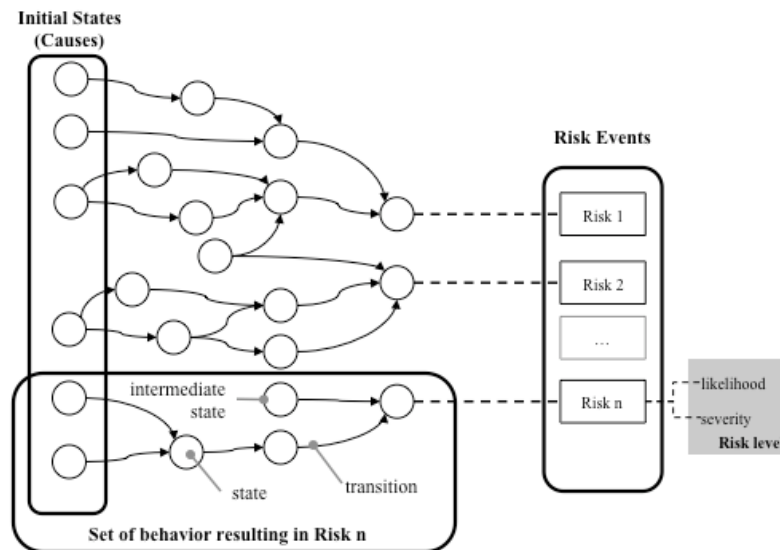 Initial States
(Causes)
Risk Events
Risk 1
Risk 2
...
Risk n
likelihood
severity
Risk leve
intermediate
state
state
transition
Set of behavior resulting in Risk n